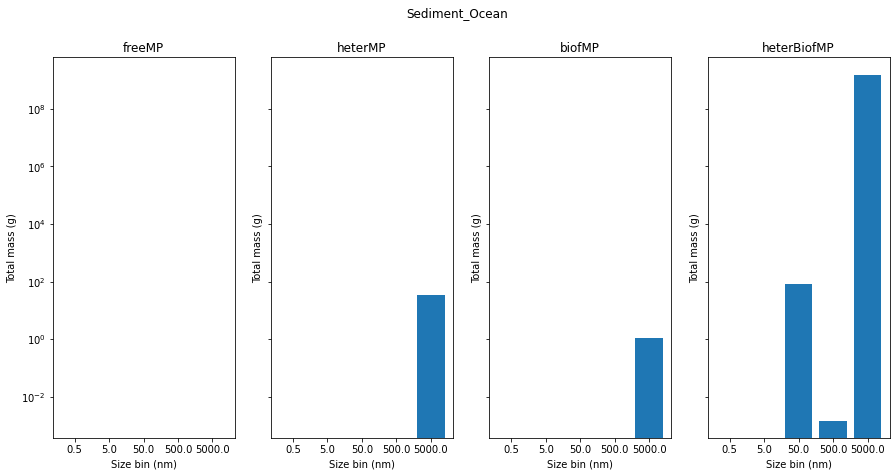 Sediment_Ocean
freeMP
heterMP
biofMP
heterBiofMP
10^8
10^6
10^4
10^2
10^0
10^-2
Total mass (g)
Total mass (g)
Total mass (g)
Total mass (g)
0.5 5.0 50.0 500.0 5000.0
0.5 5.0 50.0 500.0 5000.0
0.5 5.0 50.0 500.0 5000.0
0.5 5.0 50.0 500.0 5000.0
Size bin (nm)
Size bin (nm)
Size bin (nm)
Size bin (nm)